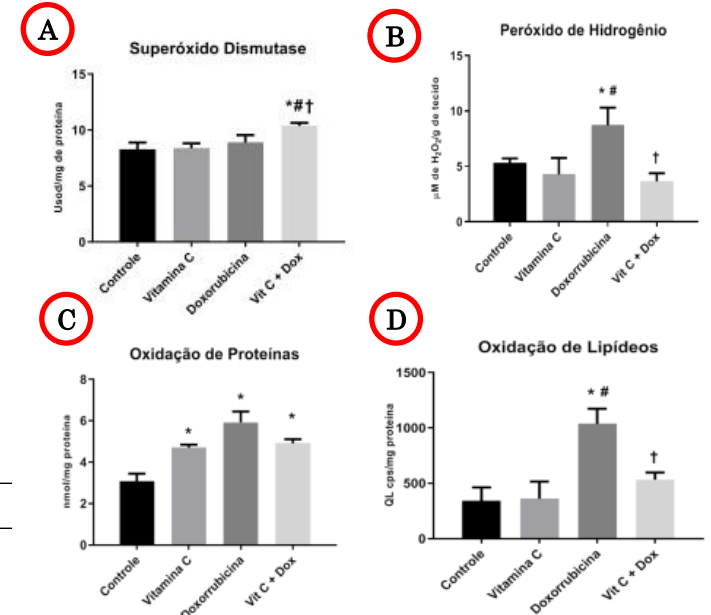 A
Superóxido Dismutase
Usod/mg de proteína
15
10
5
0
*#†
Controle
Vitamina C
Doxorrubicina
Vit C + Dox
B
Peróxido de Hidrogênio
μM de H₂O₂/g de tecido
15
10
5
0
* #
†
Controle
Vitamina C
Doxorrubicina
Vit C + Dox
C
Oxidação de Proteínas
nmol/mg proteína
8
6
4
2
0
*
*
*
Controle
Vitamina C
Doxorrubicina
Vit C + Dox
D
Oxidação de Lipídeos
QL cps/mg proteína
1500
1000
500
0
* #
†
Controle
Vitamina C
Doxorrubicina
Vit C + Dox